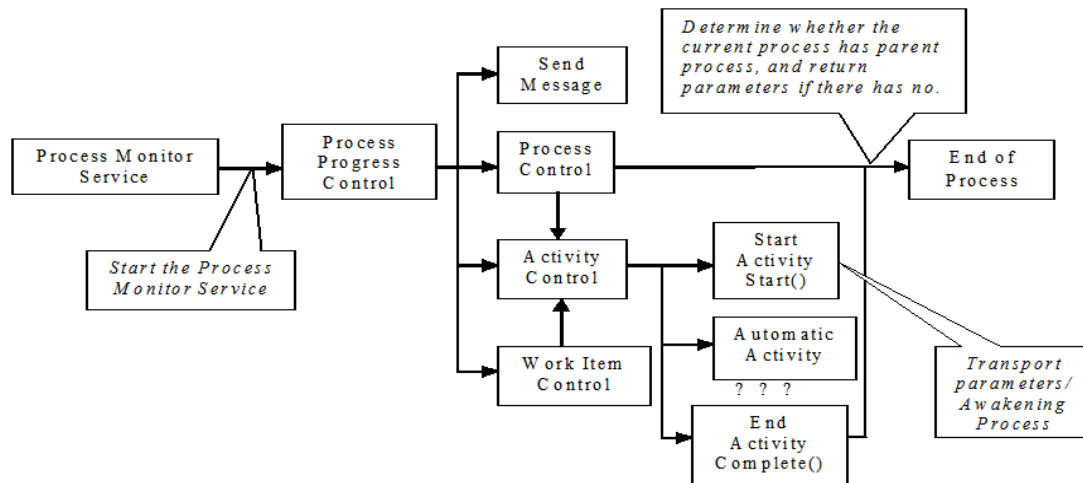 Determine whether the
current process has parent
process, and return
parameters if there has no.
Send
Message
Process Monitor
Service
Process
Progress
Control
Process
Control
End of
Process
Start the Process
Monitor Service
Activity
Control
Start
Activity
Start()
Automatic
Activity
? ? ?
Work Item
Control
Transport
parameters/
Awakening
Process
End
Activity
Complete()